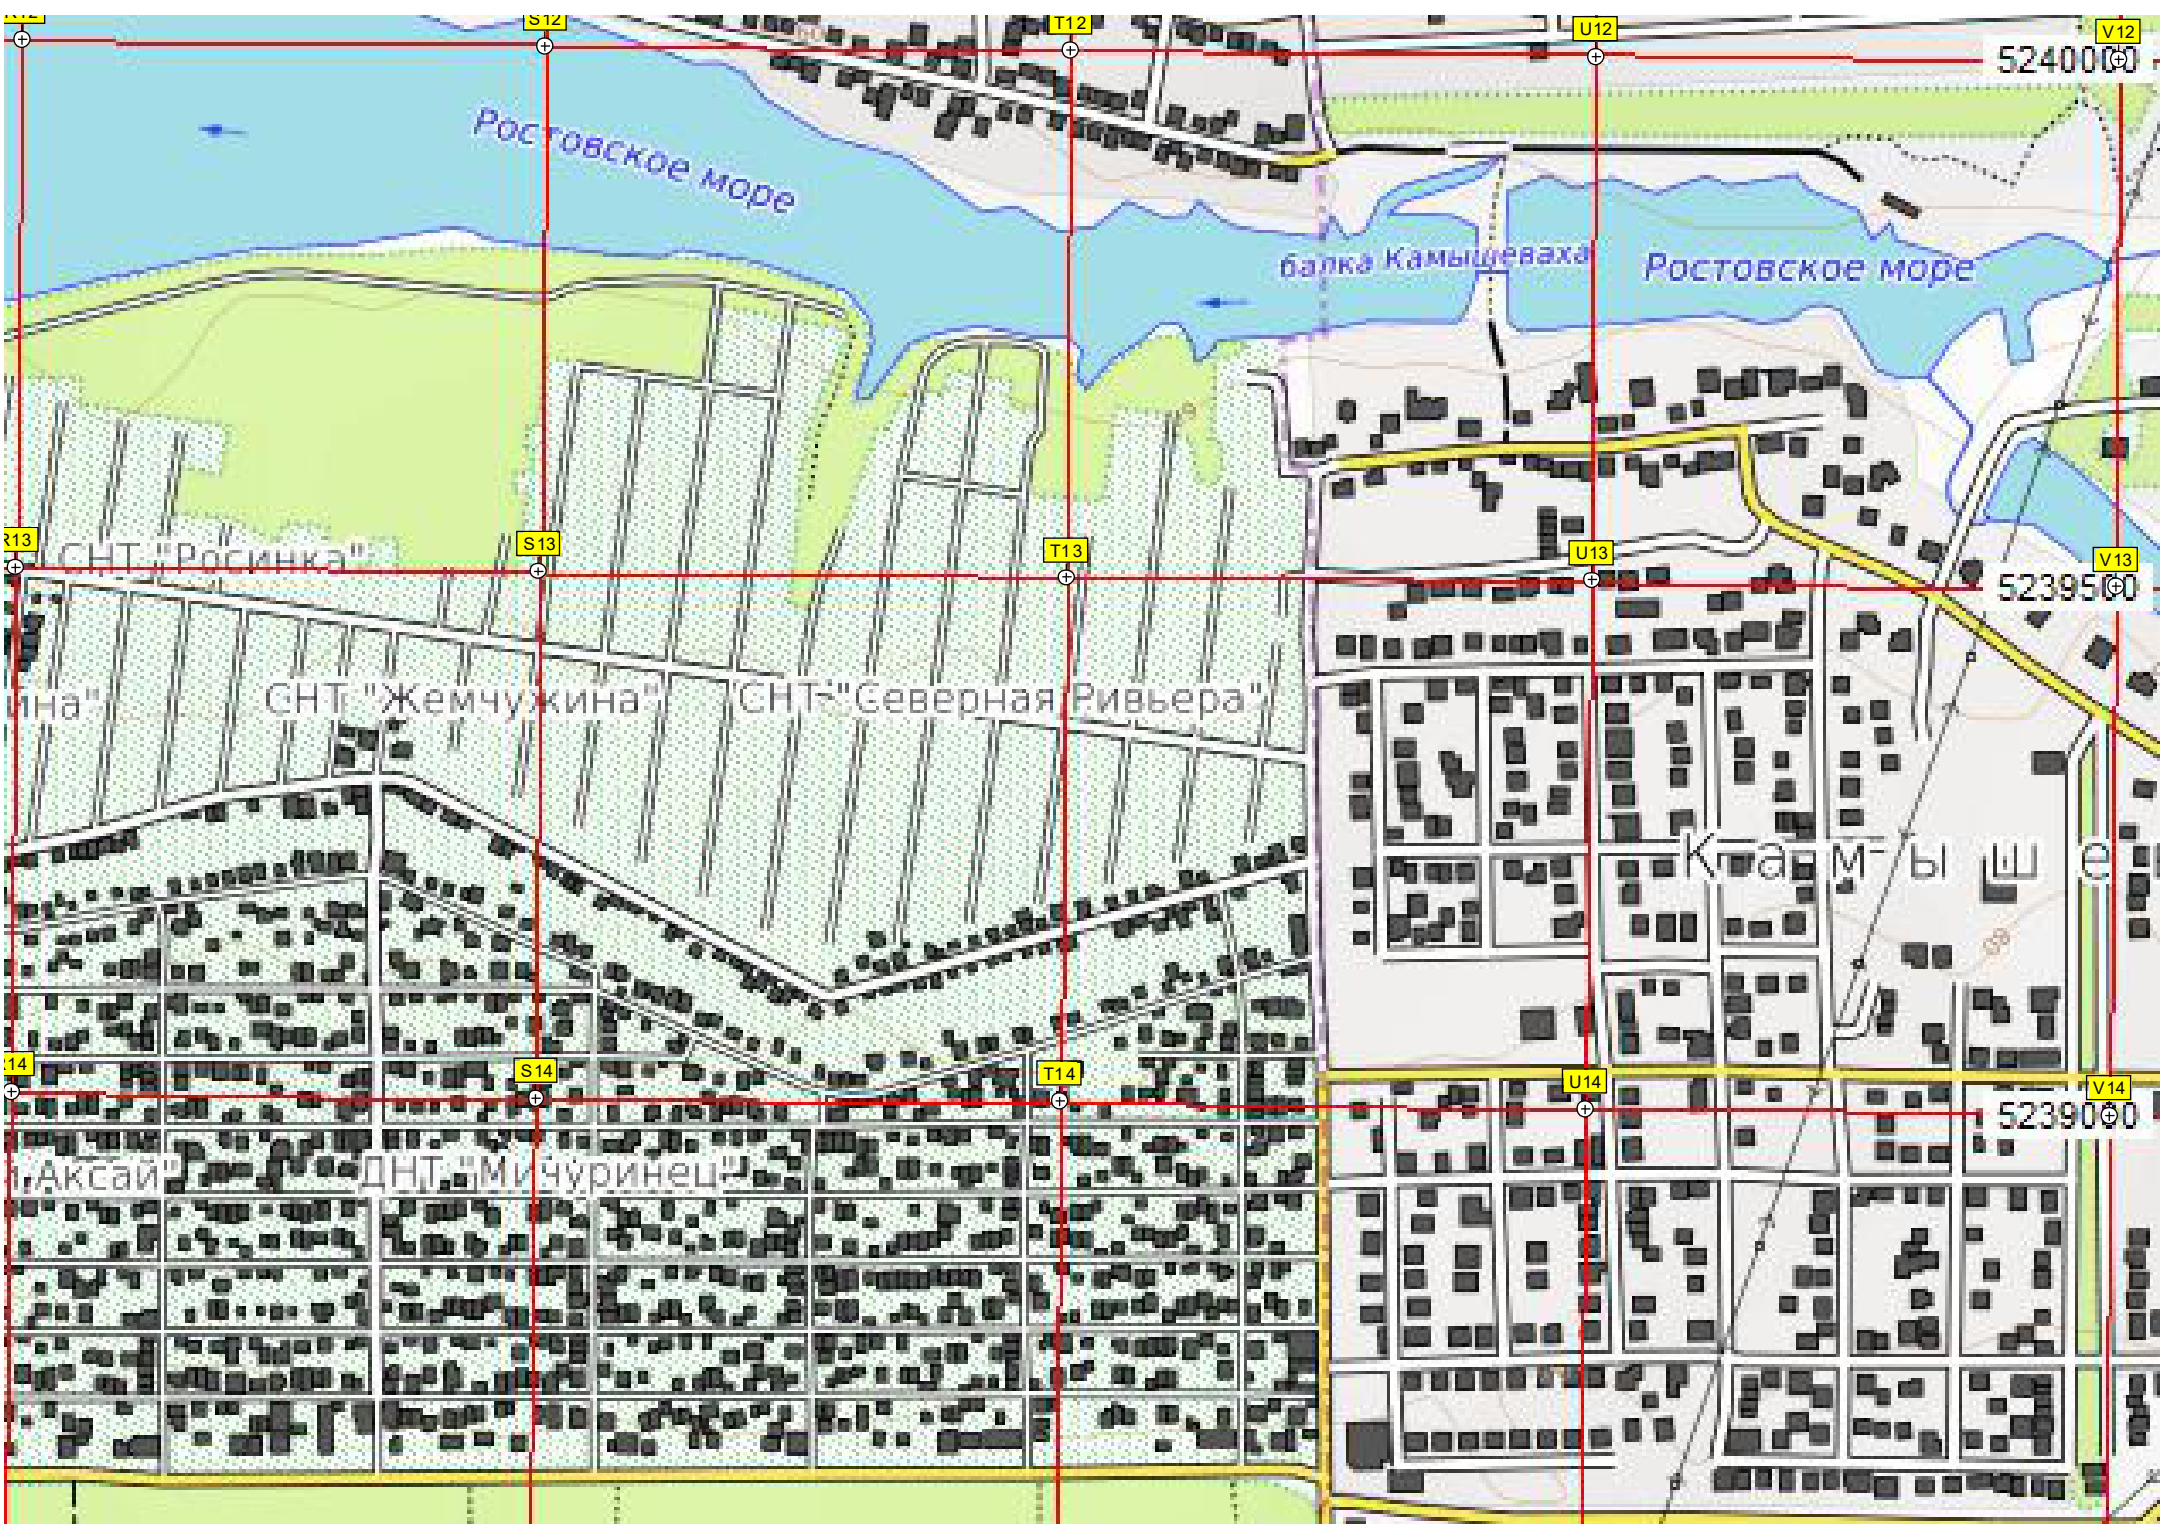 S12
T12
U12
V12
5240000
Ростовское море
балка Камышеваха
Ростовское море
R13
S13
T13
U13
V13
СНТ "Росинка"
5239500
ина"
СНТ "Жемчужина"
СНТ "Северная Ривьера"
К а м ы ш е
68
14
S14
T14
U14
V14
5239000
Аксай"
ДНТ "Мичуринец"